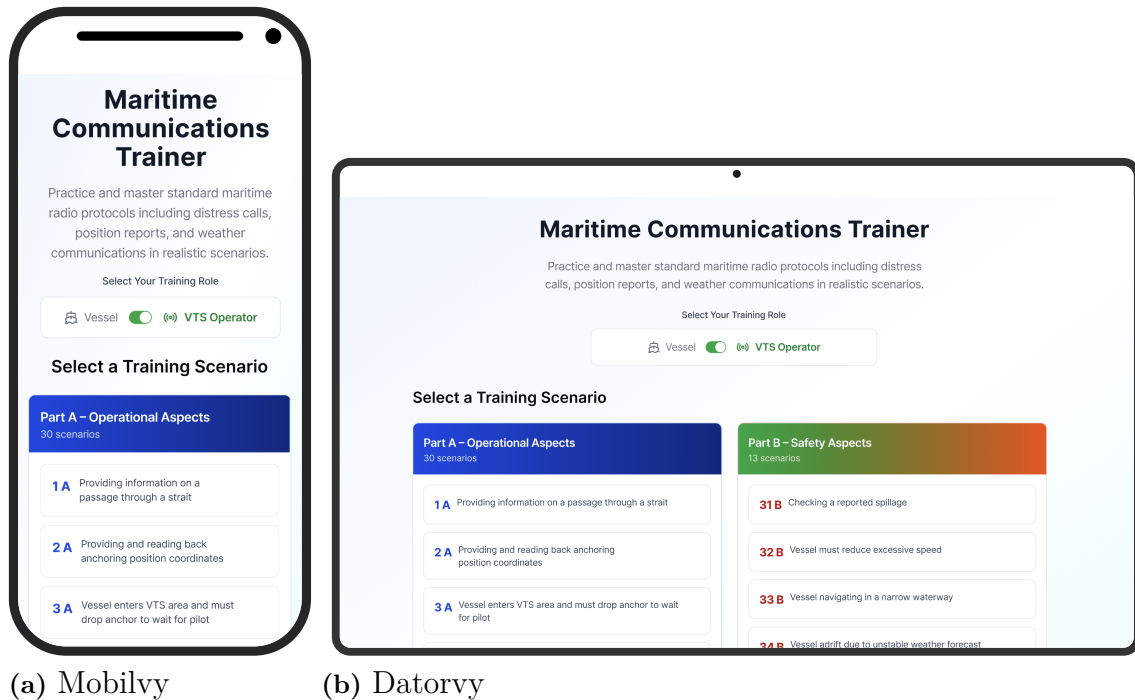 Maritime
Communications
Trainer
Practice and master standard maritime
radio protocols including distress calls,
position reports, and weather
communications in realistic scenarios.
Select Your Training Role
Vessel VTS Operator
Select a Training Scenario
Part A – Operational Aspects
30 scenarios
1 A Providing information on a
passage through a strait
2 A Providing and reading back
anchoring position coordinates
3 A Vessel enters VTS area and must
drop anchor to wait for pilot
(a) Mobilvy
Maritime Communications Trainer
Practice and master standard maritime radio protocols including distress
calls, position reports, and weather communications in realistic scenarios.
Select Your Training Role
Vessel VTS Operator
Select a Training Scenario
Part A – Operational Aspects
30 scenarios
1 A Providing information on a passage through a strait
2 A Providing and reading back anchoring
position coordinates
3 A Vessel enters VTS area and must drop anchor to wait
for pilot
Part B – Safety Aspects
13 scenarios
31 B Checking a reported spillage
32 B Vessel must reduce excessive speed
33 B Vessel navigating in a narrow waterway
34 B Vessel adrift due to unstable weather forecast
(b) Datorvy